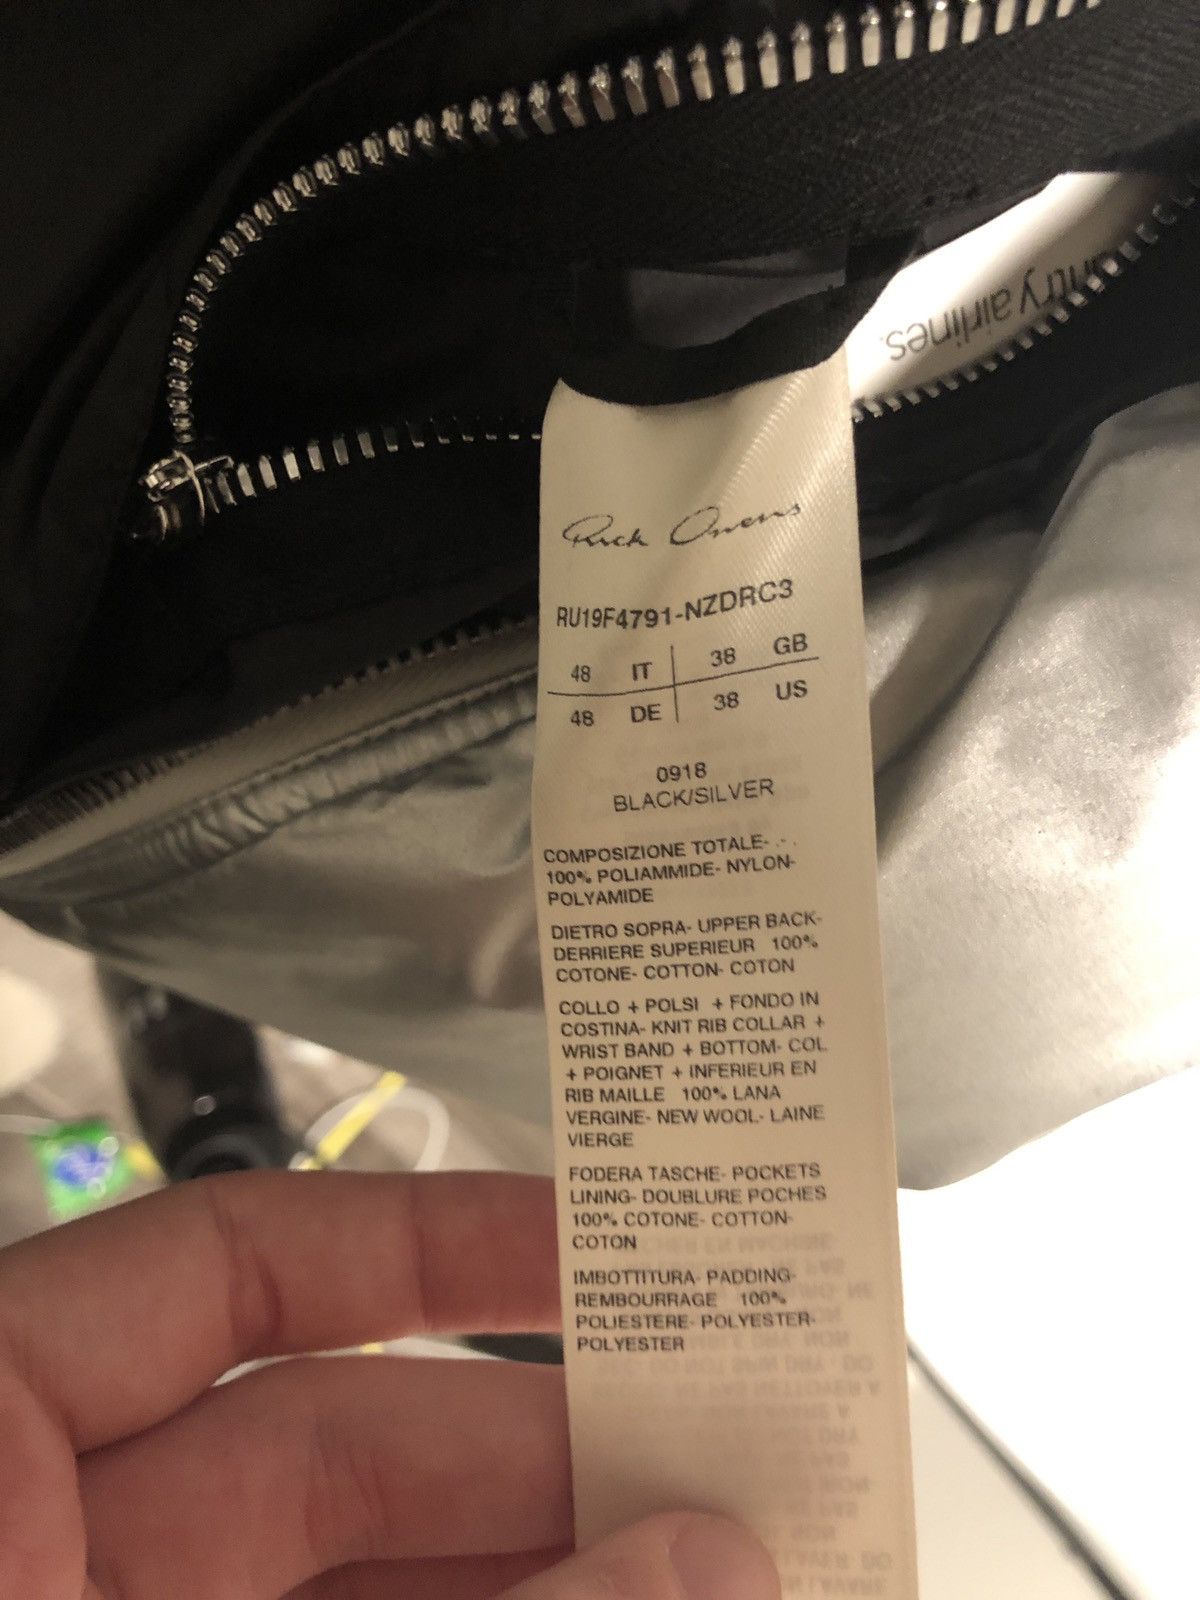 ntry airlines.
Rick Owens
RU19F4791-NZDRC3
48 IT 38 GB
48 DE 38 US
0918
BLACK/SILVER
COMPOSIZIONE TOTALE- - .
100% POLIAMMIDE- NYLON-
POLYAMIDE
DIETRO SOPRA- UPPER BACK-
DERRIERE SUPERIEUR 100%
COTONE- COTTON- COTON
COLLO + POLSI + FONDO IN
COSTINA- KNIT RIB COLLAR +
WRIST BAND + BOTTOM- COL
+ POIGNET + INFERIEUR EN
RIB MAILLE 100% LANA
VERGINE- NEW WOOL- LAINE
VIERGE
FODERA TASCHE- POCKETS
LINING- DOUBLURE POCHES
100% COTONE- COTTON-
COTON
IMBOTTITURA- PADDING-
REMBOURRAGE 100%
POLIESTERE- POLYESTER-
POLYESTER